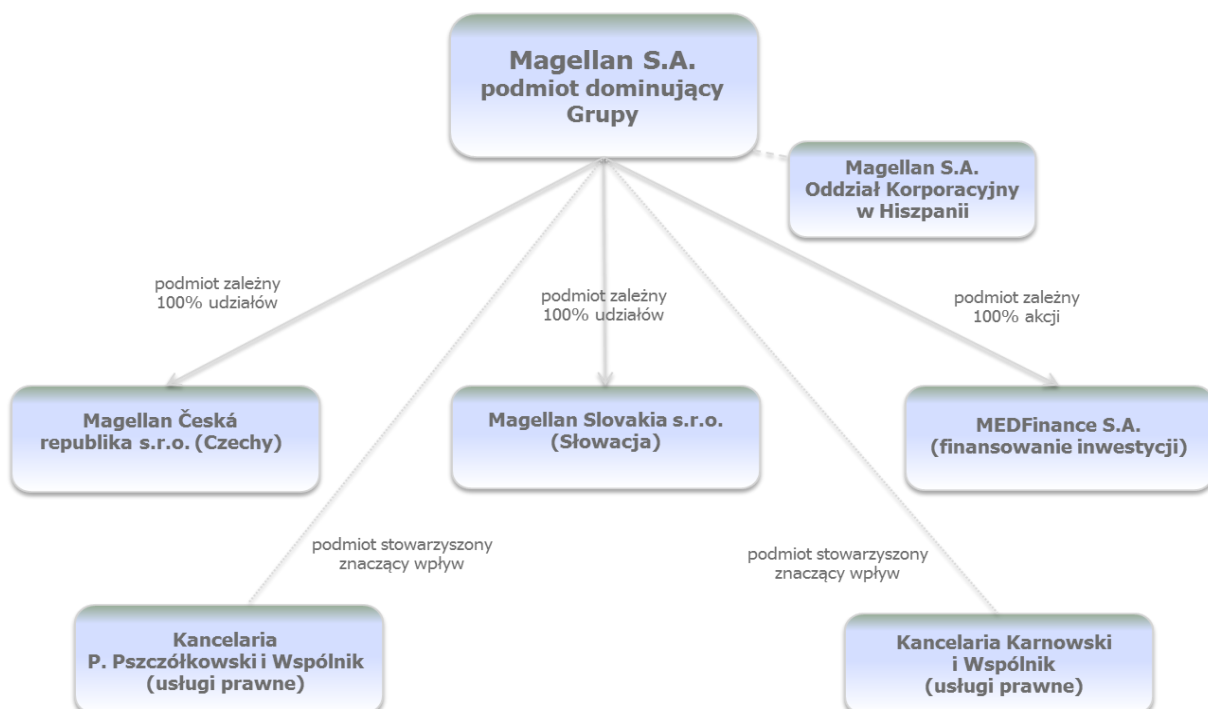 Magellan S.A.
podmiot dominujący
Grupy
Magellan S.A.
Oddział Korporacyjny
w Hiszpanii
podmiot zależny
100% udziałów
podmiot zależny
100% udziałów
podmiot zależny
100% akcji
Magellan Česká
republika s.r.o. (Czechy)
Magellan Slovakia s.r.o.
(Słowacja)
MEDFinance S.A.
(finansowanie inwestycji)
podmiot stowarzyszony
znaczący wpływ
podmiot stowarzyszony
znaczący wpływ
Kancelaria
P. Pszczółkowski i Wspólnik
(usługi prawne)
Kancelaria Karnowski
i Wspólnik
(usługi prawne)